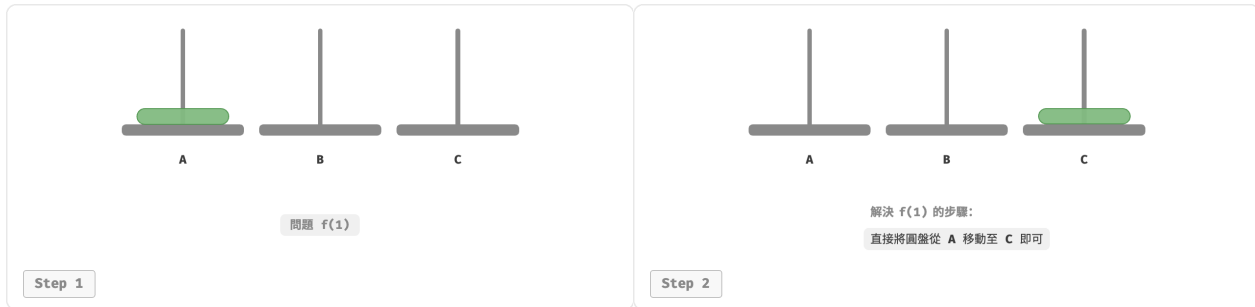 A B C
問題 f(1)
Step 1
A B C
解決 f(1) 的步驟：
直接將圓盤從 A 移動至 C 即可
Step 2